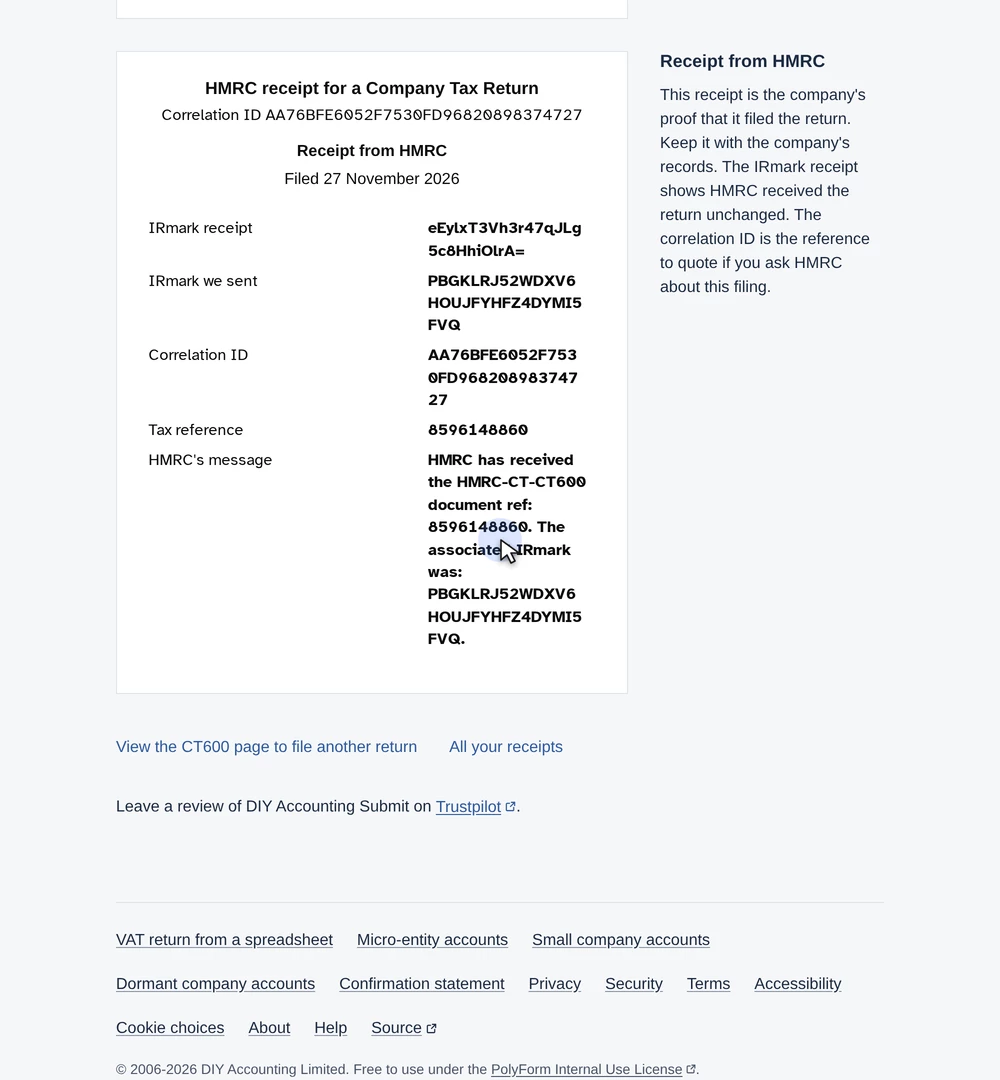 HMRC receipt for a Company Tax Return
Correlation ID AA76BFE6052F7530FD96820898374727
Receipt from HMRC
Filed 27 November 2026
IRmark receipt
eEylxT3Vh3r47qJLg
5c8HhiOlrA=
IRmark we sent
PBGKLRJ52WDXV6
HOUJFYHFZ4DYMI5
FVQ
Correlation ID
AA76BFE6052F753
0FD968208983747
27
Tax reference
8596148860
HMRC's message
HMRC has received
the HMRC-CT-CT600
document ref:
8596148860. The
associated IRmark
was:
PBGKLRJ52WDXV6
HOUJFYHFZ4DYMI5
FVQ.
Receipt from HMRC
This receipt is the company's
proof that it filed the return.
Keep it with the company's
records. The IRmark receipt
shows HMRC received the
return unchanged. The
correlation ID is the reference
to quote if you ask HMRC
about this filing.
View the CT600 page to file another return All your receipts
Leave a review of DIY Accounting Submit on Trustpilot.
VAT return from a spreadsheet Micro-entity accounts Small company accounts
Dormant company accounts Confirmation statement Privacy Security Terms Accessibility
Cookie choices About Help Source
© 2006-2026 DIY Accounting Limited. Free to use under the PolyForm Internal Use License.